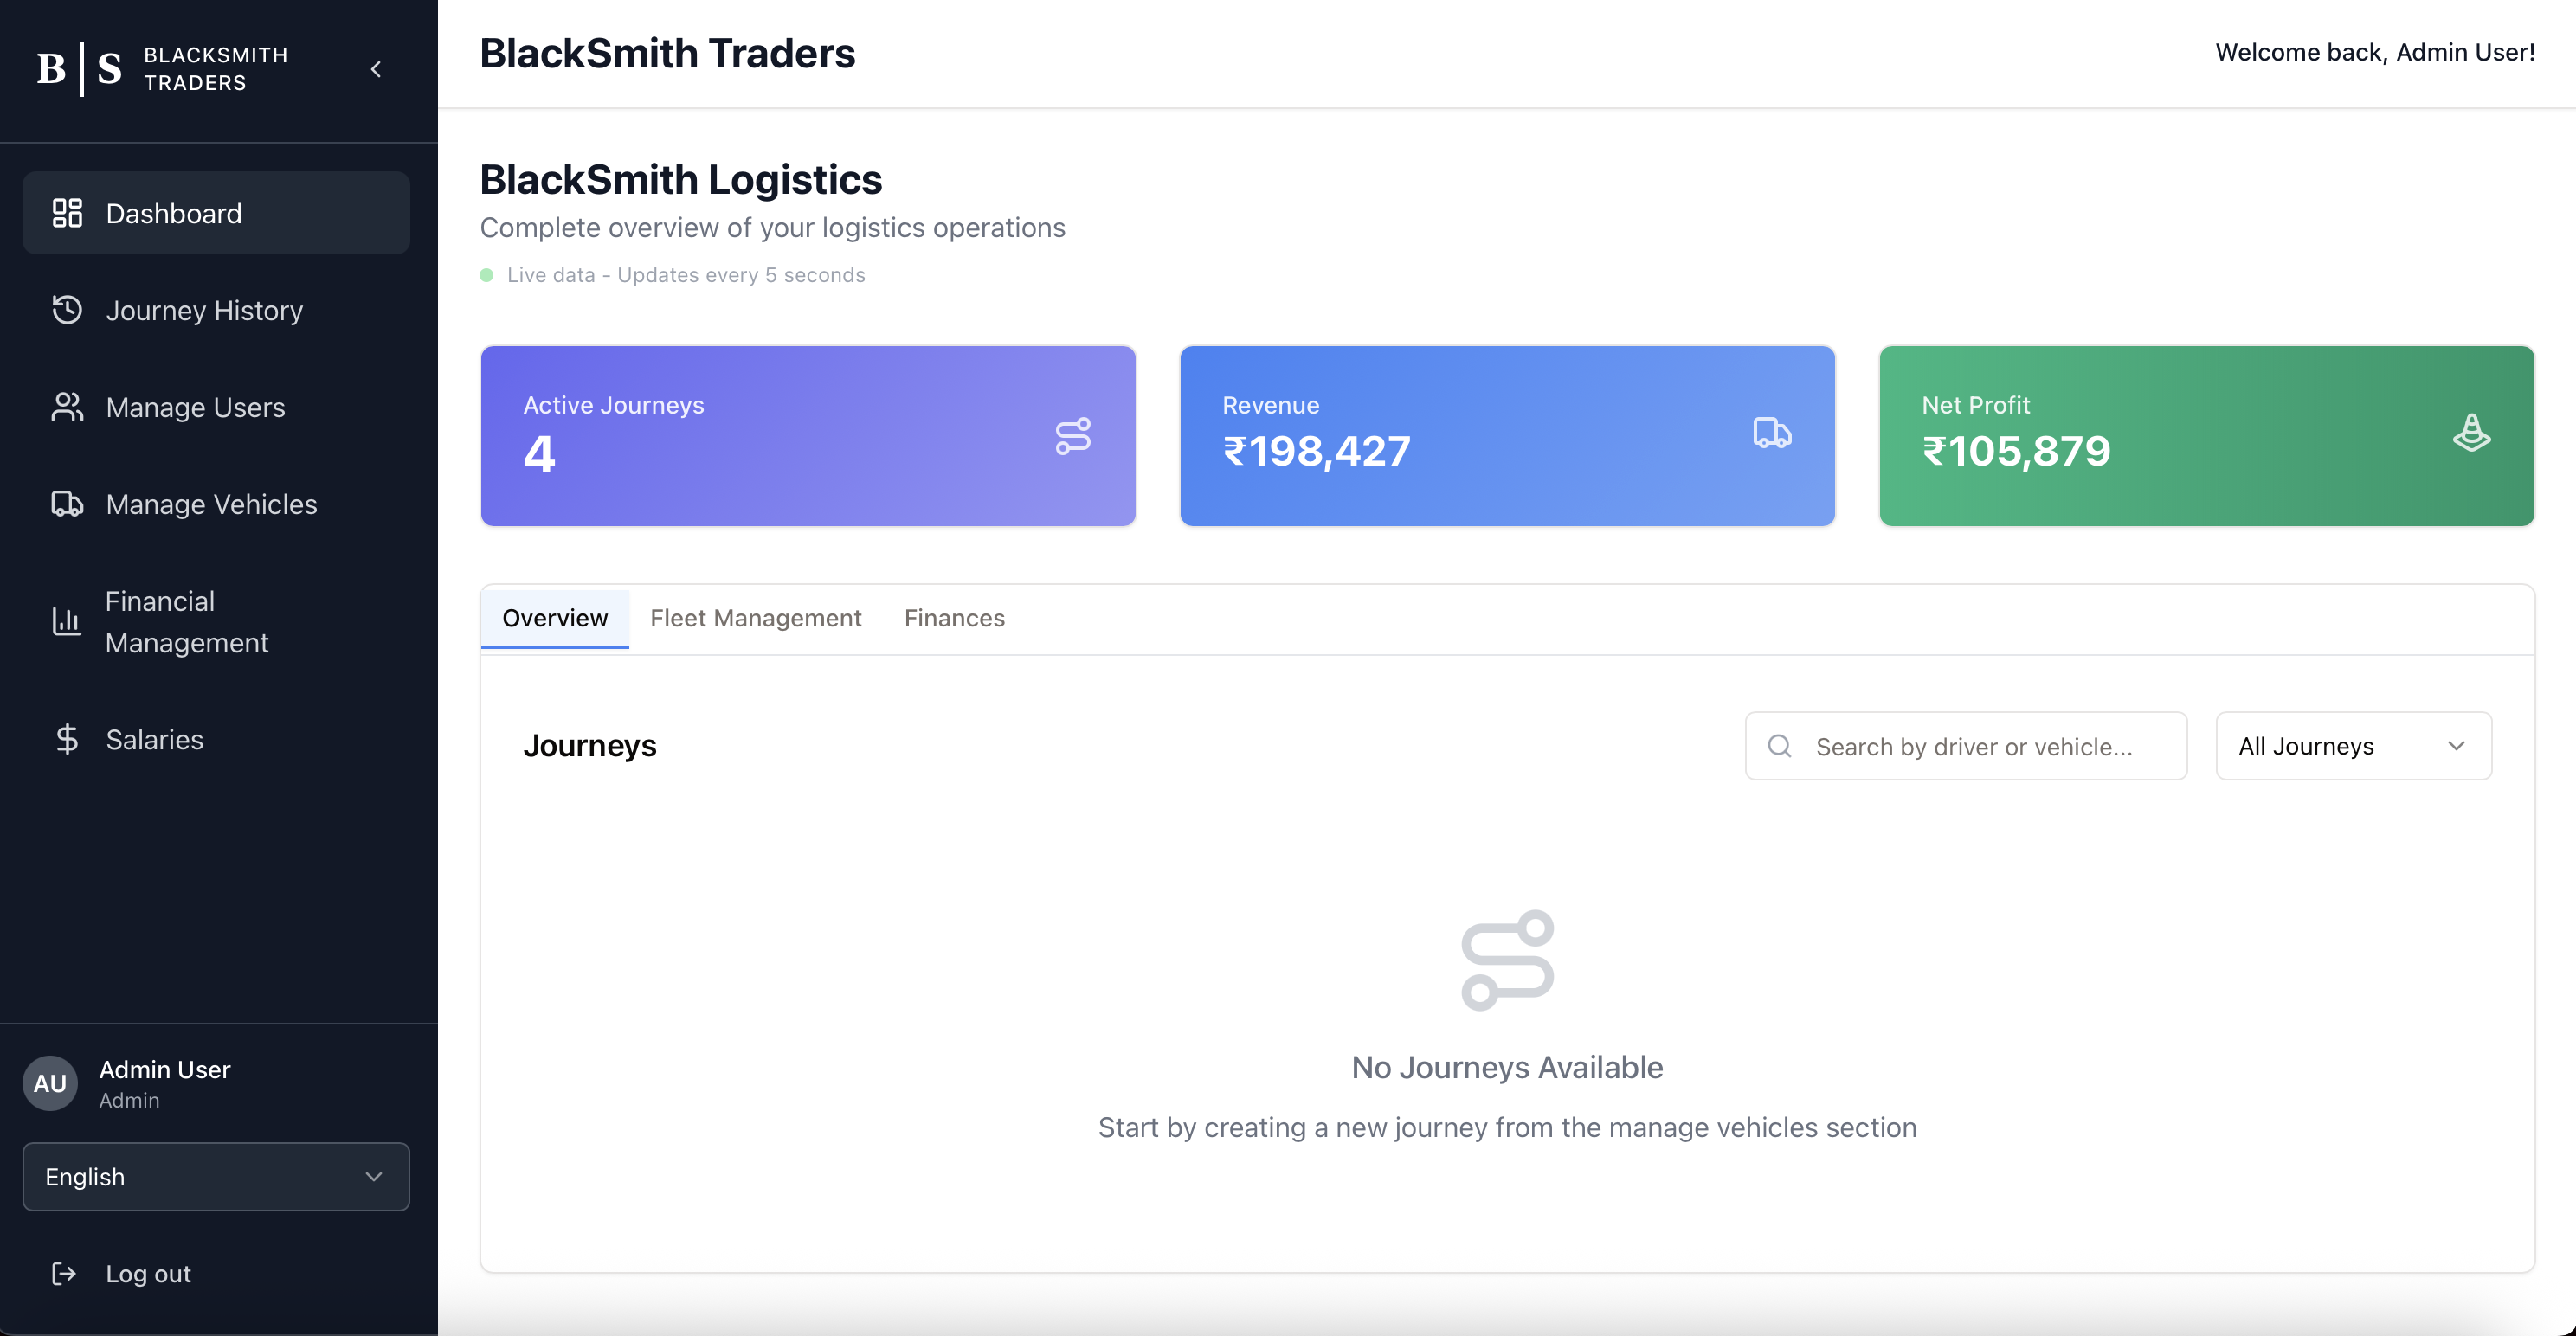 B|S
BLACKSMITH
TRADERS
Dashboard
Journey History
Manage Users
Manage Vehicles
Financial
Management
Salaries
AU
Admin User
Admin
English
Log out
BlackSmith Traders
Welcome back, Admin User!
BlackSmith Logistics
Complete overview of your logistics operations
Live data - Updates every 5 seconds
Active Journeys
4
Revenue
₹198,427
Net Profit
₹105,879
Overview Fleet Management Finances
Journeys
Search by driver or vehicle...
All Journeys
No Journeys Available
Start by creating a new journey from the manage vehicles section